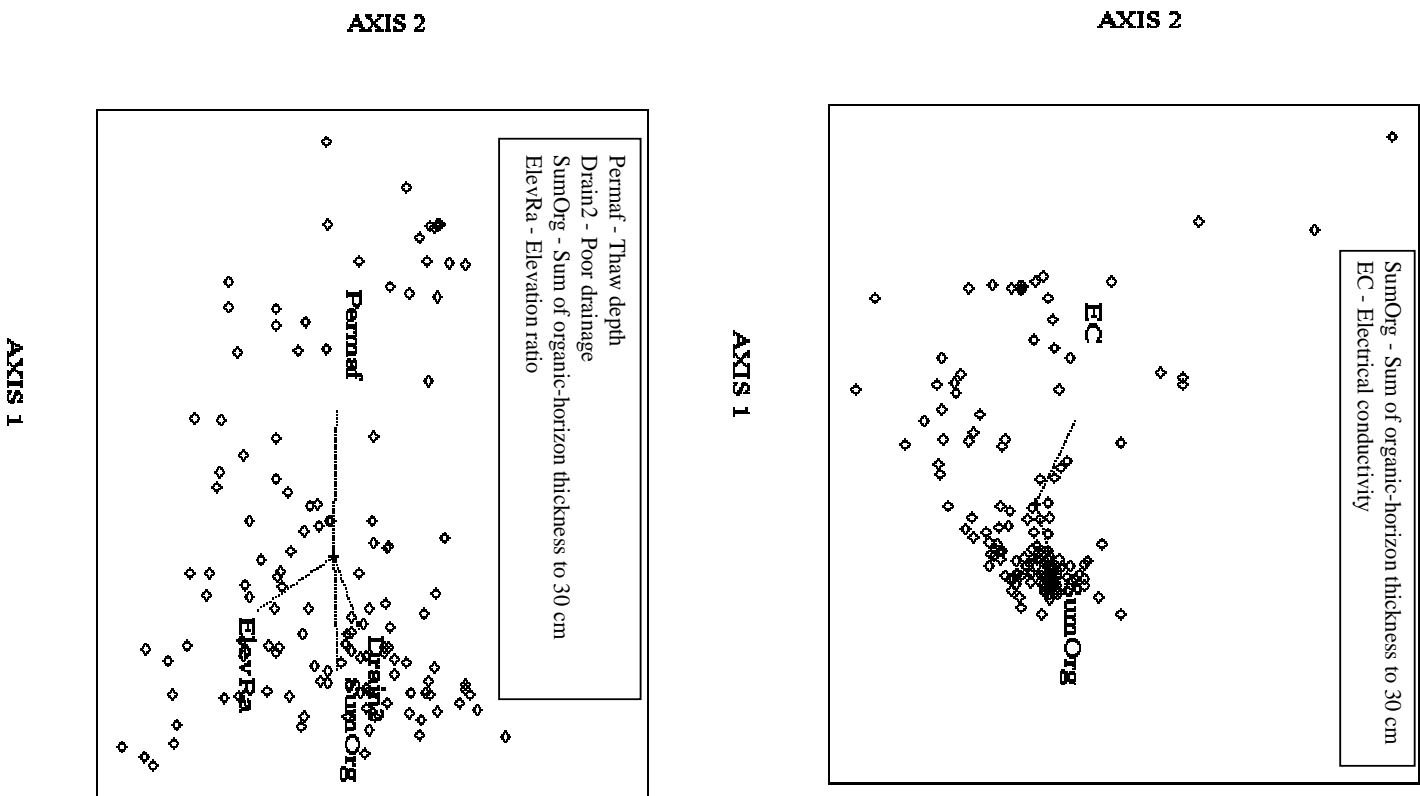 AXIS 2
AXIS 2
Permaf - Thaw depth
Drain2 - Poor drainage
SumOrg - Sum of organic-horizon thickness to 30 cm
ElevRa - Elevation ratio
Permaf
Drain2
SumOrg
ElevRa
AXIS 1
SumOrg - Sum of organic-horizon thickness to 30 cm
EC - Electrical conductivity
EC
SumOrg
AXIS 1